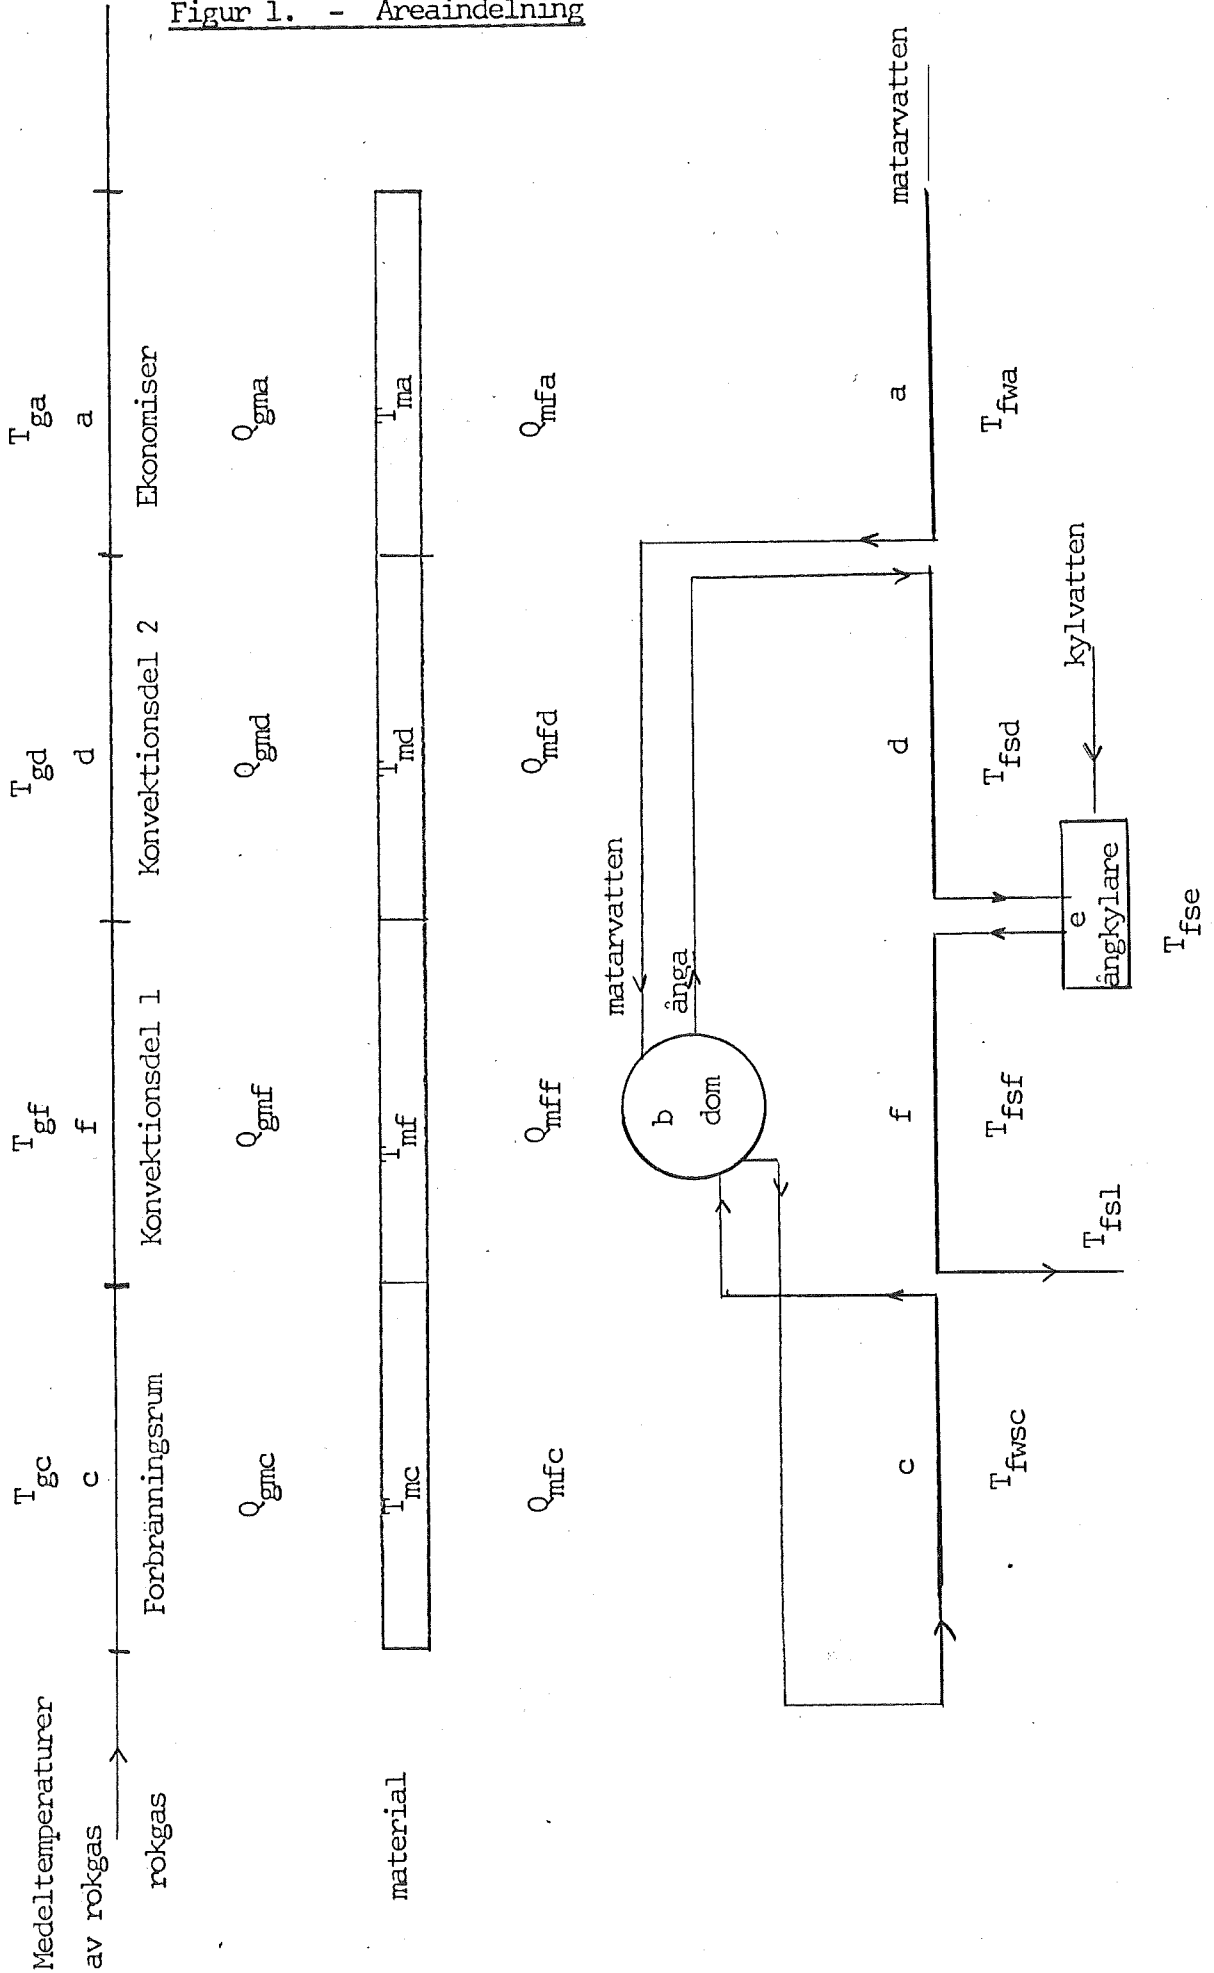 Figur 1. - Areaindelning
Medeltemperaturer
av rokgas
T_gc T_gf T_gd T_ga
c f d a
rokgas
Forbränningsrum Konvektionsdel 1 Konvektionsdel 2 Ekonomiser
Q_gmc Q_gmf Q_gmd Q_gma
material
T_mc T_mf T_md T_ma
Q_mfc Q_mff Q_mfd Q_mfa
matarvatten
ånga
b
dom
matarvatten
c f d a
T_fwsc T_fsf T_fsd T_fwa
kylvatten
e
ångkylare
T_fsl
T_fse